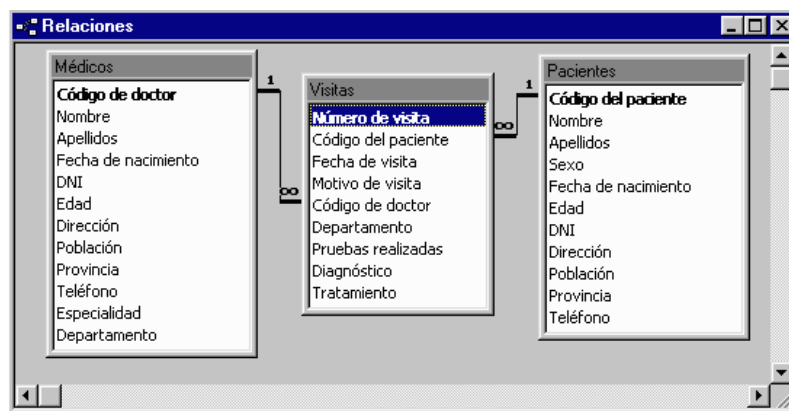 Relaciones
Médicos
Código de doctor
Nombre
Apellidos
Fecha de nacimiento
DNI
Edad
Dirección
Población
Provincia
Teléfono
Especialidad
Departamento
1
∞
Visitas
Número de visita
Código del paciente
Fecha de visita
Motivo de visita
Código de doctor
Departamento
Pruebas realizadas
Diagnóstico
Tratamiento
∞
1
Pacientes
Código del paciente
Nombre
Apellidos
Sexo
Fecha de nacimiento
Edad
DNI
Dirección
Población
Provincia
Teléfono